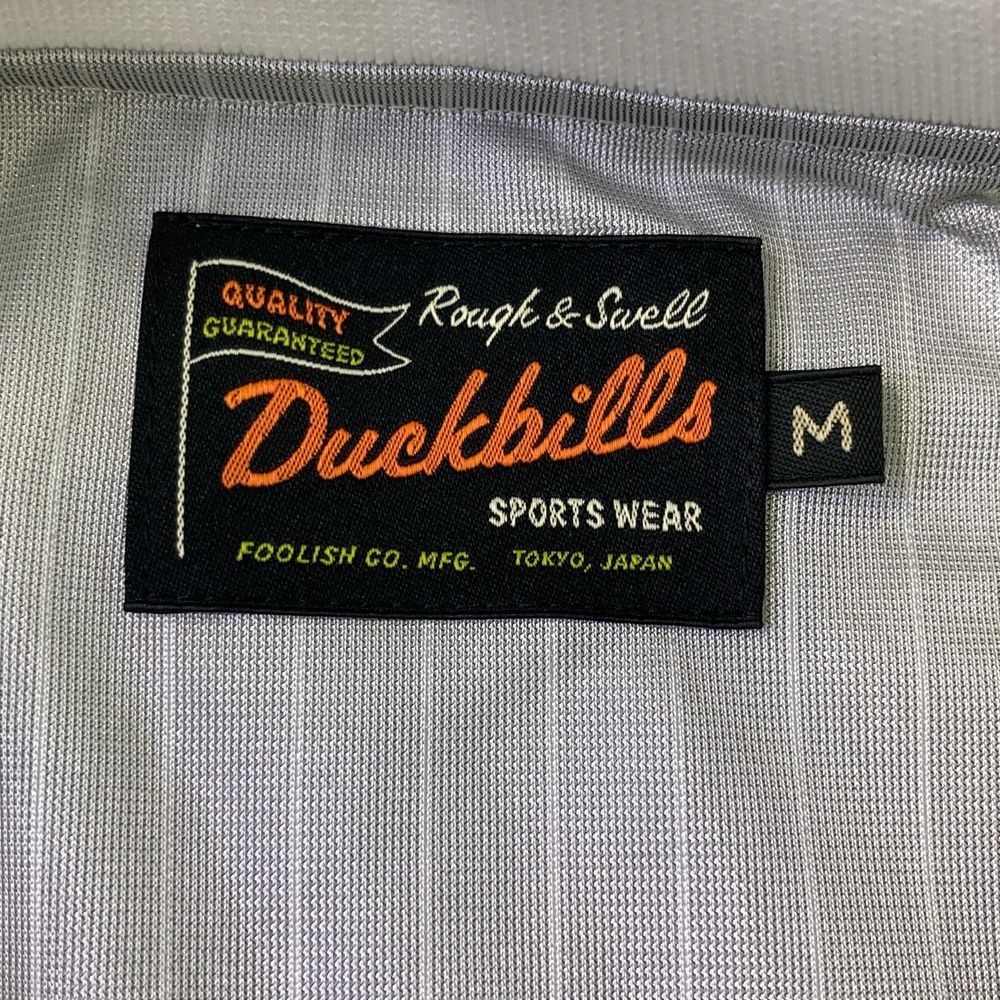 QUALITY
GUARANTEED
Rough & Swell
Duckbills
SPORTS WEAR
FOOLISH CO. MFG. TOKYO, JAPAN
M